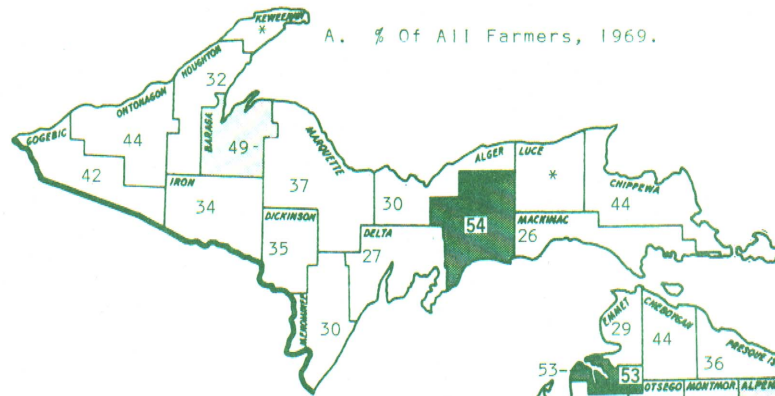 KEWEENAW
*
A. % Of All Farmers, 1969.
HOUGHTON
32
ONTONAGON
44
GOGEBIC
42
BARAGA
49-
MARQUETTE
37
IRON
34
DICKINSON
35
MENOMINEE
30
DELTA
27
ALGER
30
54
LUCE
*
CHIPPEWA
44
MACKINAC
26
EMMET
29
CHEBOYGAN
44
PRESQUE IS
36
53-
53
OTSEGO
MONTMOR.
ALPEN